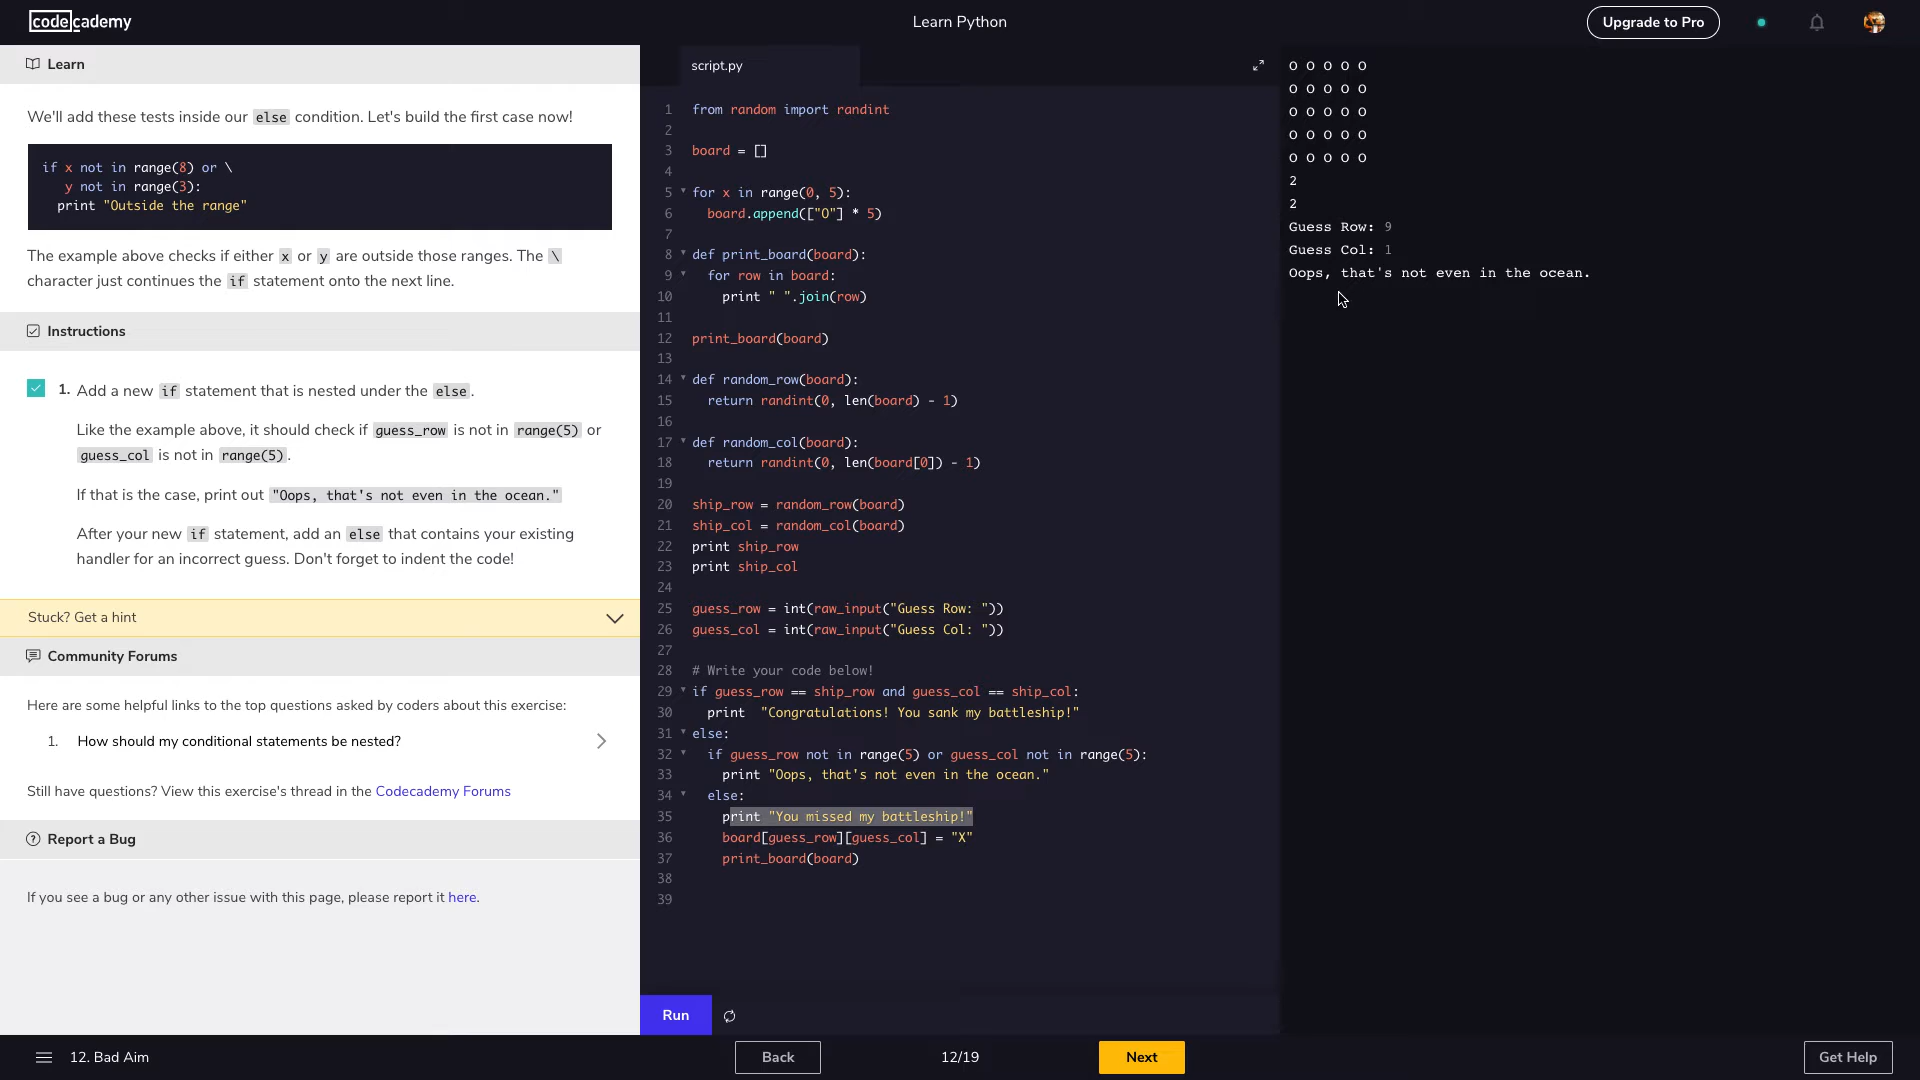 codecademy
Learn Python
Upgrade to Pro
Learn
We'll add these tests inside our else condition. Let's build the first case now!
if x not in range(8) or \
y not in range(3):
print "Outside the range"
The example above checks if either x or y are outside those ranges. The \
character just continues the if statement onto the next line.
Instructions
1. Add a new if statement that is nested under the else.
Like the example above, it should check if guess_row is not in range(5) or
guess_col is not in range(5).
If that is the case, print out "Oops, that's not even in the ocean."
After your new if statement, add an else that contains your existing
handler for an incorrect guess. Don't forget to indent the code!
Stuck? Get a hint
Community Forums
Here are some helpful links to the top questions asked by coders about this exercise:
1. How should my conditional statements be nested?
Still have questions? View this exercise's thread in the Codecademy Forums
Report a Bug
If you see a bug or any other issue with this page, please report it here.
script.py
1 from random import randint
2
3 board = []
4
5 for x in range(0, 5):
6 board.append(["O"] * 5)
7
8 def print_board(board):
9 for row in board:
10 print " ".join(row)
11
12 print_board(board)
13
14 def random_row(board):
15 return randint(0, len(board) - 1)
16
17 def random_col(board):
18 return randint(0, len(board[0]) - 1)
19
20 ship_row = random_row(board)
21 ship_col = random_col(board)
22 print ship_row
23 print ship_col
24
25 guess_row = int(raw_input("Guess Row: "))
26 guess_col = int(raw_input("Guess Col: "))
27
28 # Write your code below!
29 if guess_row == ship_row and guess_col == ship_col:
30 print  "Congratulations! You sank my battleship!"
31 else:
32 if guess_row not in range(5) or guess_col not in range(5):
33 print "Oops, that's not even in the ocean."
34 else:
35 print "You missed my battleship!"
36 board[guess_row][guess_col] = "X"
37 print_board(board)
38
39
Run
O O O O O
O O O O O
O O O O O
O O O O O
O O O O O
2
2
Guess Row: 9
Guess Col: 1
Oops, that's not even in the ocean.
12. Bad Aim
Back
12/19
Next
Get Help